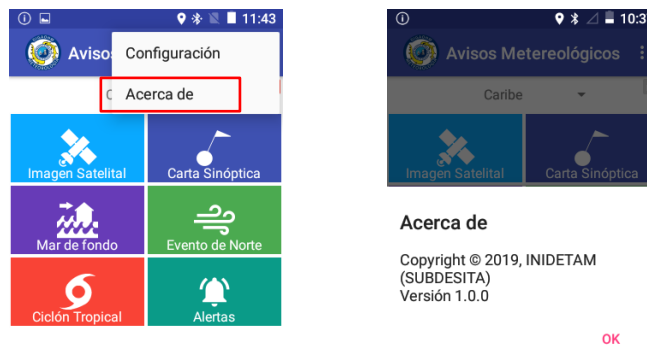 11:43
Avisos
Configuración
Acerca de
Imagen Satelital
Carta Sinóptica
Mar de fondo
Evento de Norte
Ciclón Tropical
Alertas
10:3
Avisos Metereológicos
Caribe
Imagen Satelital
Carta Sinóptica
Acerca de
Copyright © 2019, INIDETAM
(SUBDESITA)
Versión 1.0.0
OK